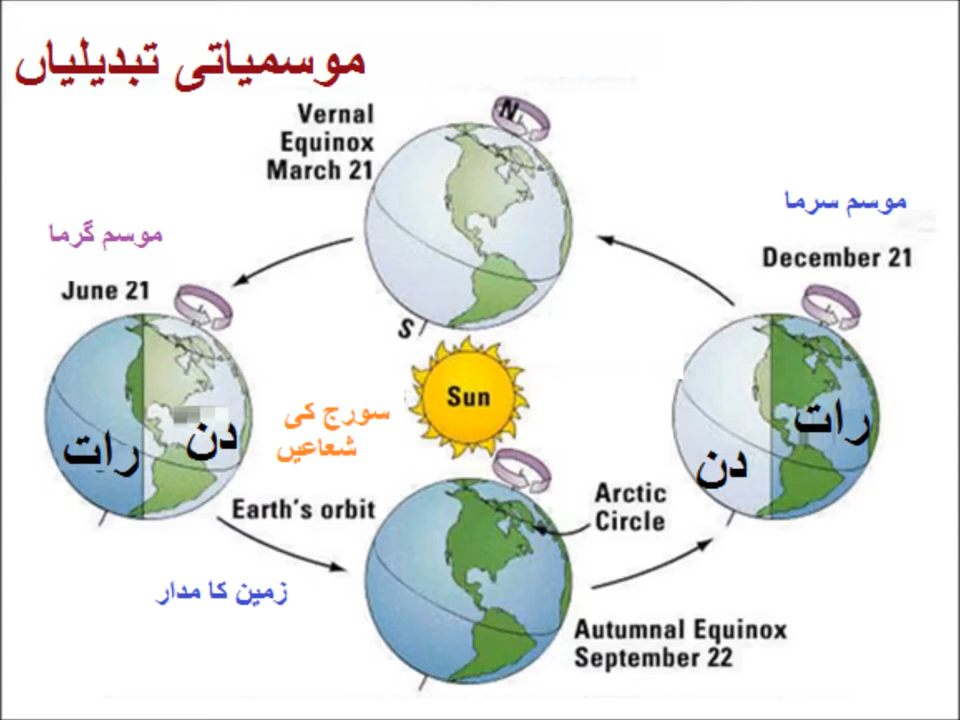 موسمیاتی تبدیلیاں
Vernal
Equinox
March 21
N
S
موسم سرما
December 21
موسم گرما
June 21
Sun
سورج کی
شعاعیں
رات
دن
دن
رات
Earth's orbit
Arctic
Circle
زمین کا مدار
Autumnal Equinox
September 22